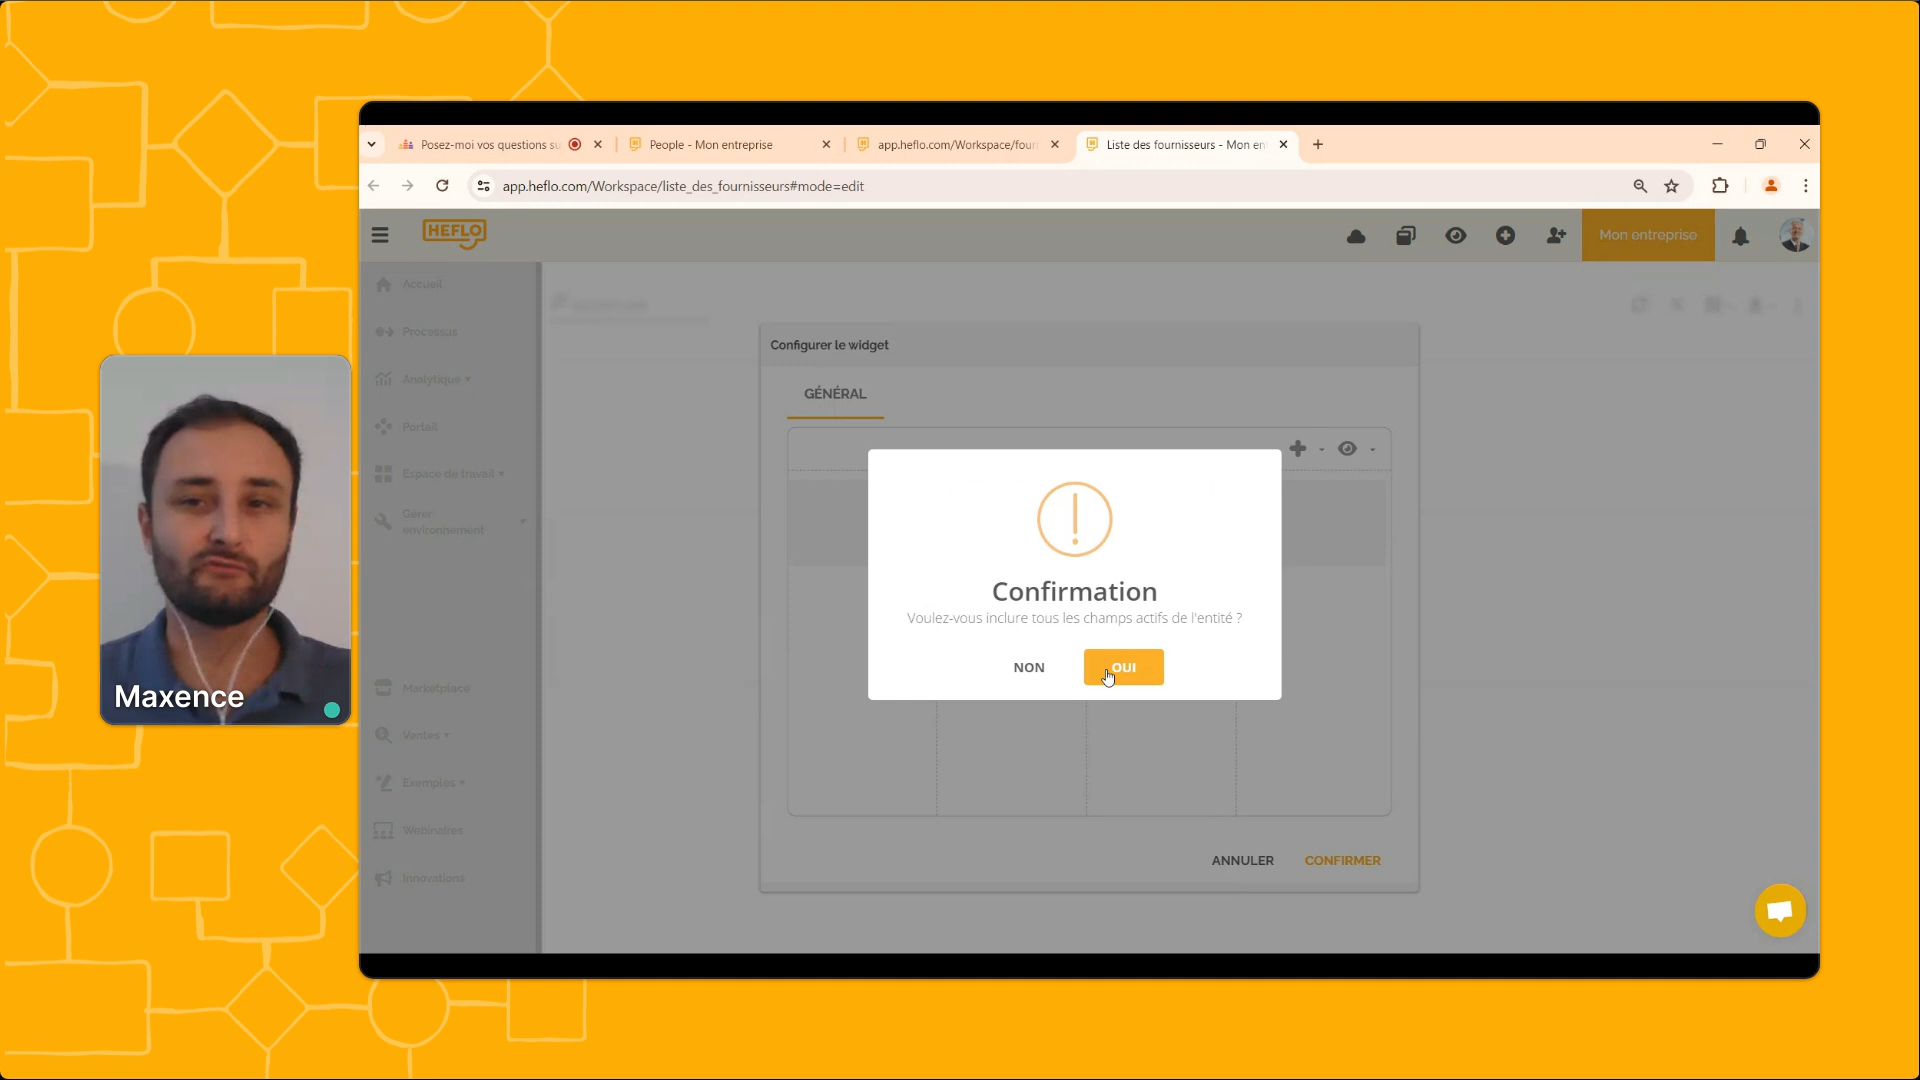 Posez-moi vos questions su
People - Mon entreprise
app.heflo.com/Workspace/four
Liste des fournisseurs - Mon en
app.heflo.com/Workspace/liste_des_fournisseurs#mode=edit
HEFLO
Mon entreprise
Accueil
Processus
Analytique
Portail
Espace de travail
Gérer
environnement
Marketplace
Ventes
Exemples
Webinaires
Innovations
Configurer le widget
GÉNÉRAL
Confirmation
Voulez-vous inclure tous les champs actifs de l'entité ?
NON
OUI
ANNULER
CONFIRMER
Maxence